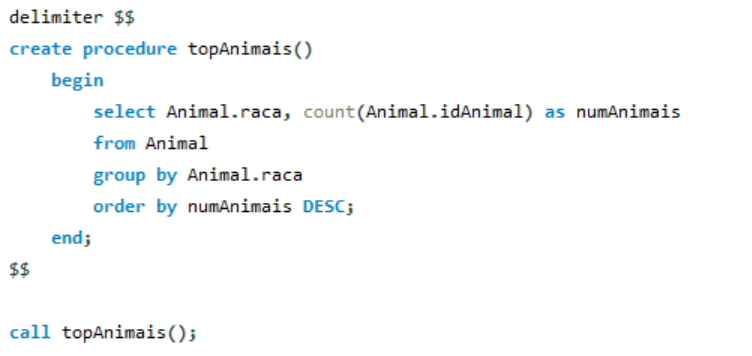 delimiter $$
create procedure topAnimais()
begin
select Animal.raca, count(Animal.idAnimal) as numAnimais
from Animal
group by Animal.raca
order by numAnimais DESC;
end;
$$
call topAnimais();